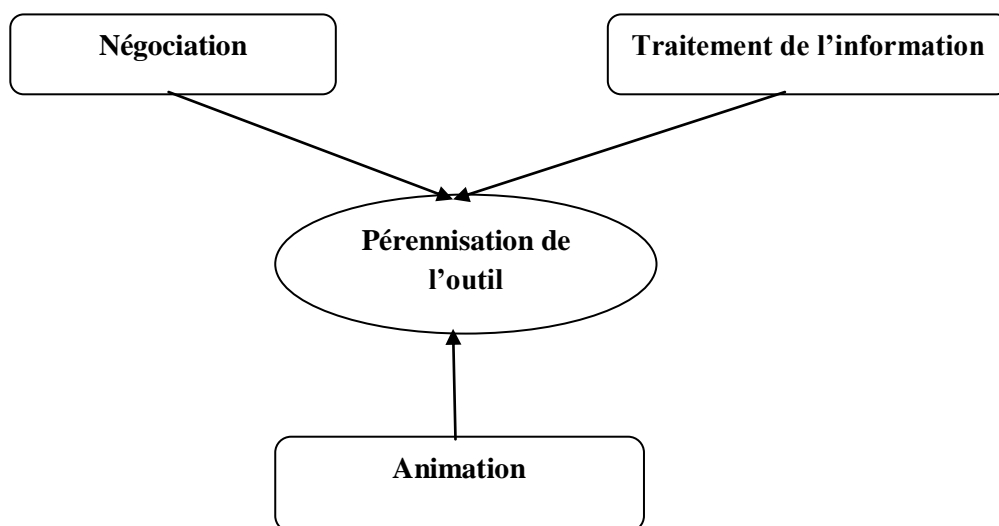 Négociation
Traitement de l’information
Pérennisation de
l’outil
Animation